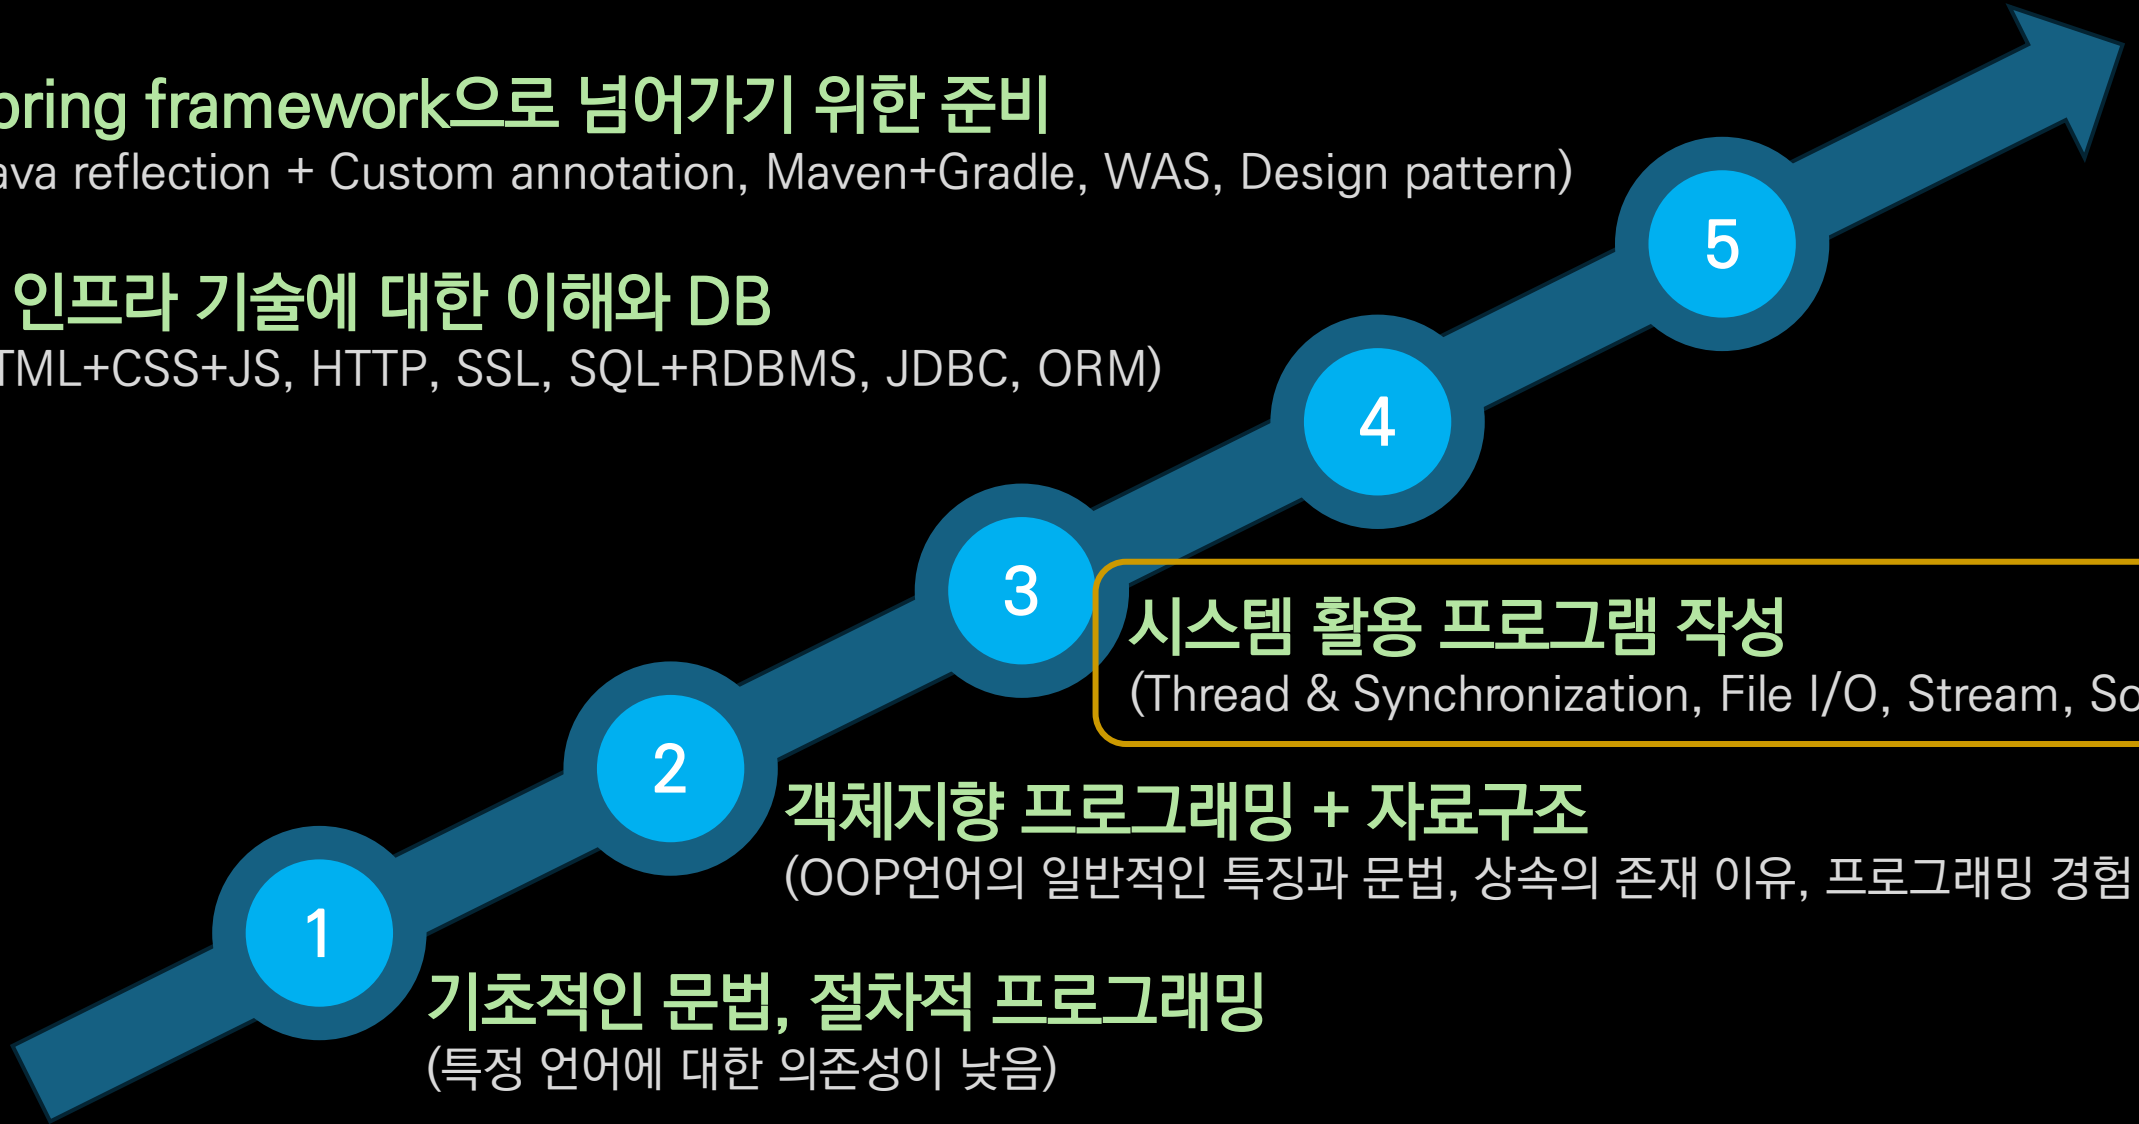 pring framework으로 넘어가기 위한 준비
ava reflection + Custom annotation, Maven+Gradle, WAS, Design pattern)
5
인프라 기술에 대한 이해와 DB
TML+CSS+JS, HTTP, SSL, SQL+RDBMS, JDBC, ORM)
4
3
시스템 활용 프로그램 작성
(Thread & Synchronization, File I/O, Stream, So
2
객체지향 프로그래밍 + 자료구조
(OOP언어의 일반적인 특징과 문법, 상속의 존재 이유, 프로그래밍 경험
1
기초적인 문법, 절차적 프로그래밍
(특정 언어에 대한 의존성이 낮음)